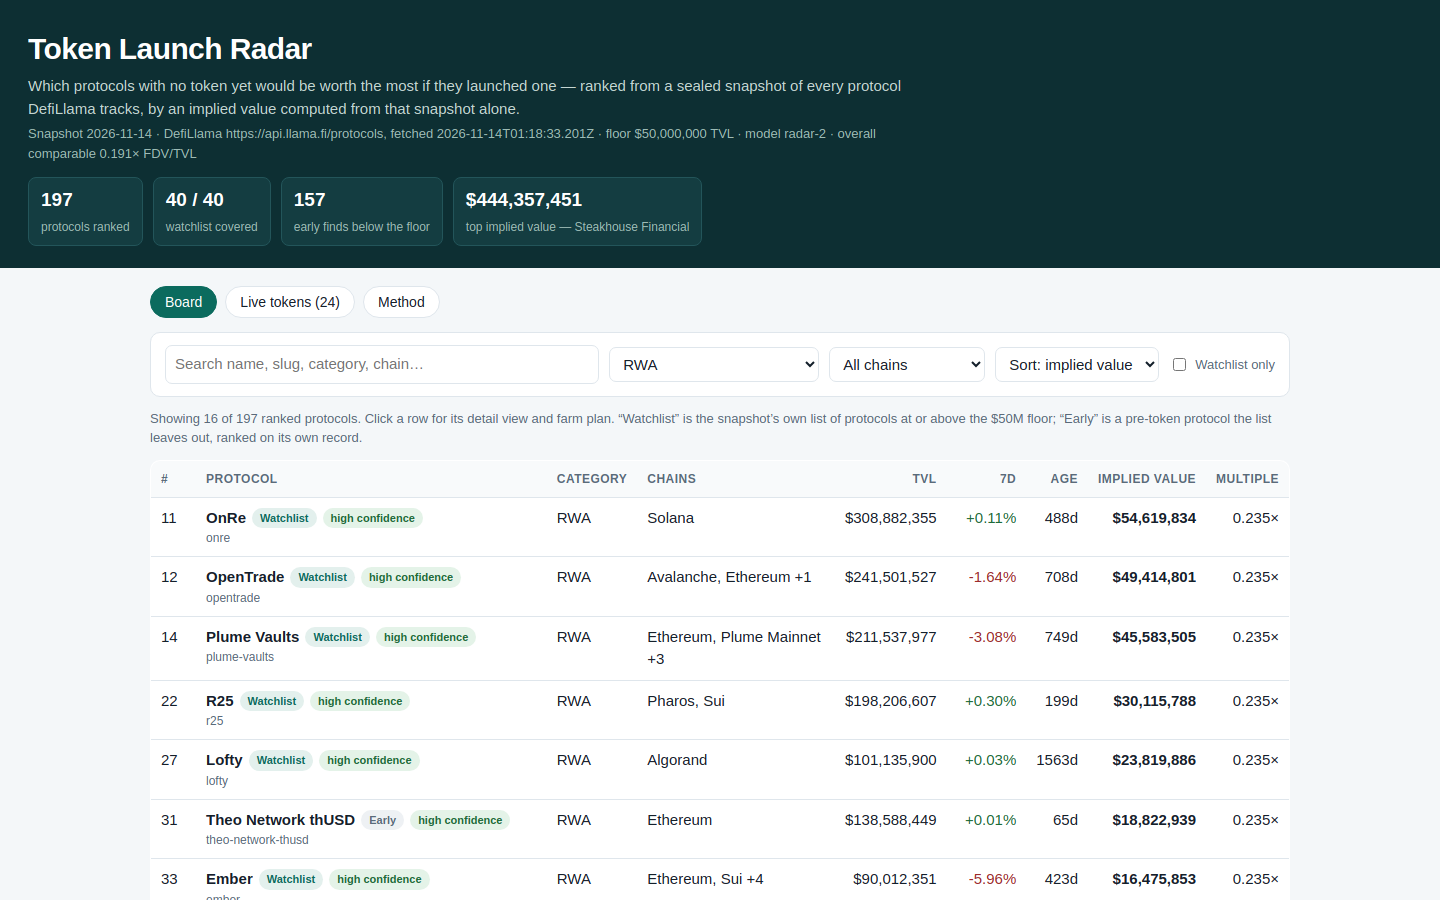 Token Launch Radar
Which protocols with no token yet would be worth the most if they launched one — ranked from a sealed snapshot of every protocol
DefiLlama tracks, by an implied value computed from that snapshot alone.
Snapshot 2026-11-14 · DefiLlama https://api.llama.fi/protocols, fetched 2026-11-14T01:18:33.201Z · floor $50,000,000 TVL · model radar-2 · overall
comparable 0.191× FDV/TVL
197 40 / 40 157 $444,357,451
protocols ranked watchlist covered early finds below the floor top implied value — Steakhouse Financial
Board Live tokens (24) Method
Search name, slug, category, chain… RWA All chains Sort: implied value Watchlist only
Showing 16 of 197 ranked protocols. Click a row for its detail view and farm plan. “Watchlist” is the snapshot’s own list of protocols at or above the $50M floor; “Early” is a pre-token protocol the list
leaves out, ranked on its own record.
# PROTOCOL CATEGORY CHAINS TVL 7D AGE IMPLIED VALUE MULTIPLE
11 OnRe Watchlist high confidence RWA Solana $308,882,355 +0.11% 488d $54,619,834 0.235×
onre
12 OpenTrade Watchlist high confidence RWA Avalanche, Ethereum +1 $241,501,527 -1.64% 708d $49,414,801 0.235×
opentrade
14 Plume Vaults Watchlist high confidence RWA Ethereum, Plume Mainnet $211,537,977 -3.08% 749d $45,583,505 0.235×
plume-vaults +3
22 R25 Watchlist high confidence RWA Pharos, Sui $198,206,607 +0.30% 199d $30,115,788 0.235×
r25
27 Lofty Watchlist high confidence RWA Algorand $101,135,900 +0.03% 1563d $23,819,886 0.235×
lofty
31 Theo Network thUSD Early high confidence RWA Ethereum $138,588,449 +0.01% 65d $18,822,939 0.235×
theo-network-thusd
33 Ember Watchlist high confidence RWA Ethereum, Sui +4 $90,012,351 -5.96% 423d $16,475,853 0.235×
ember